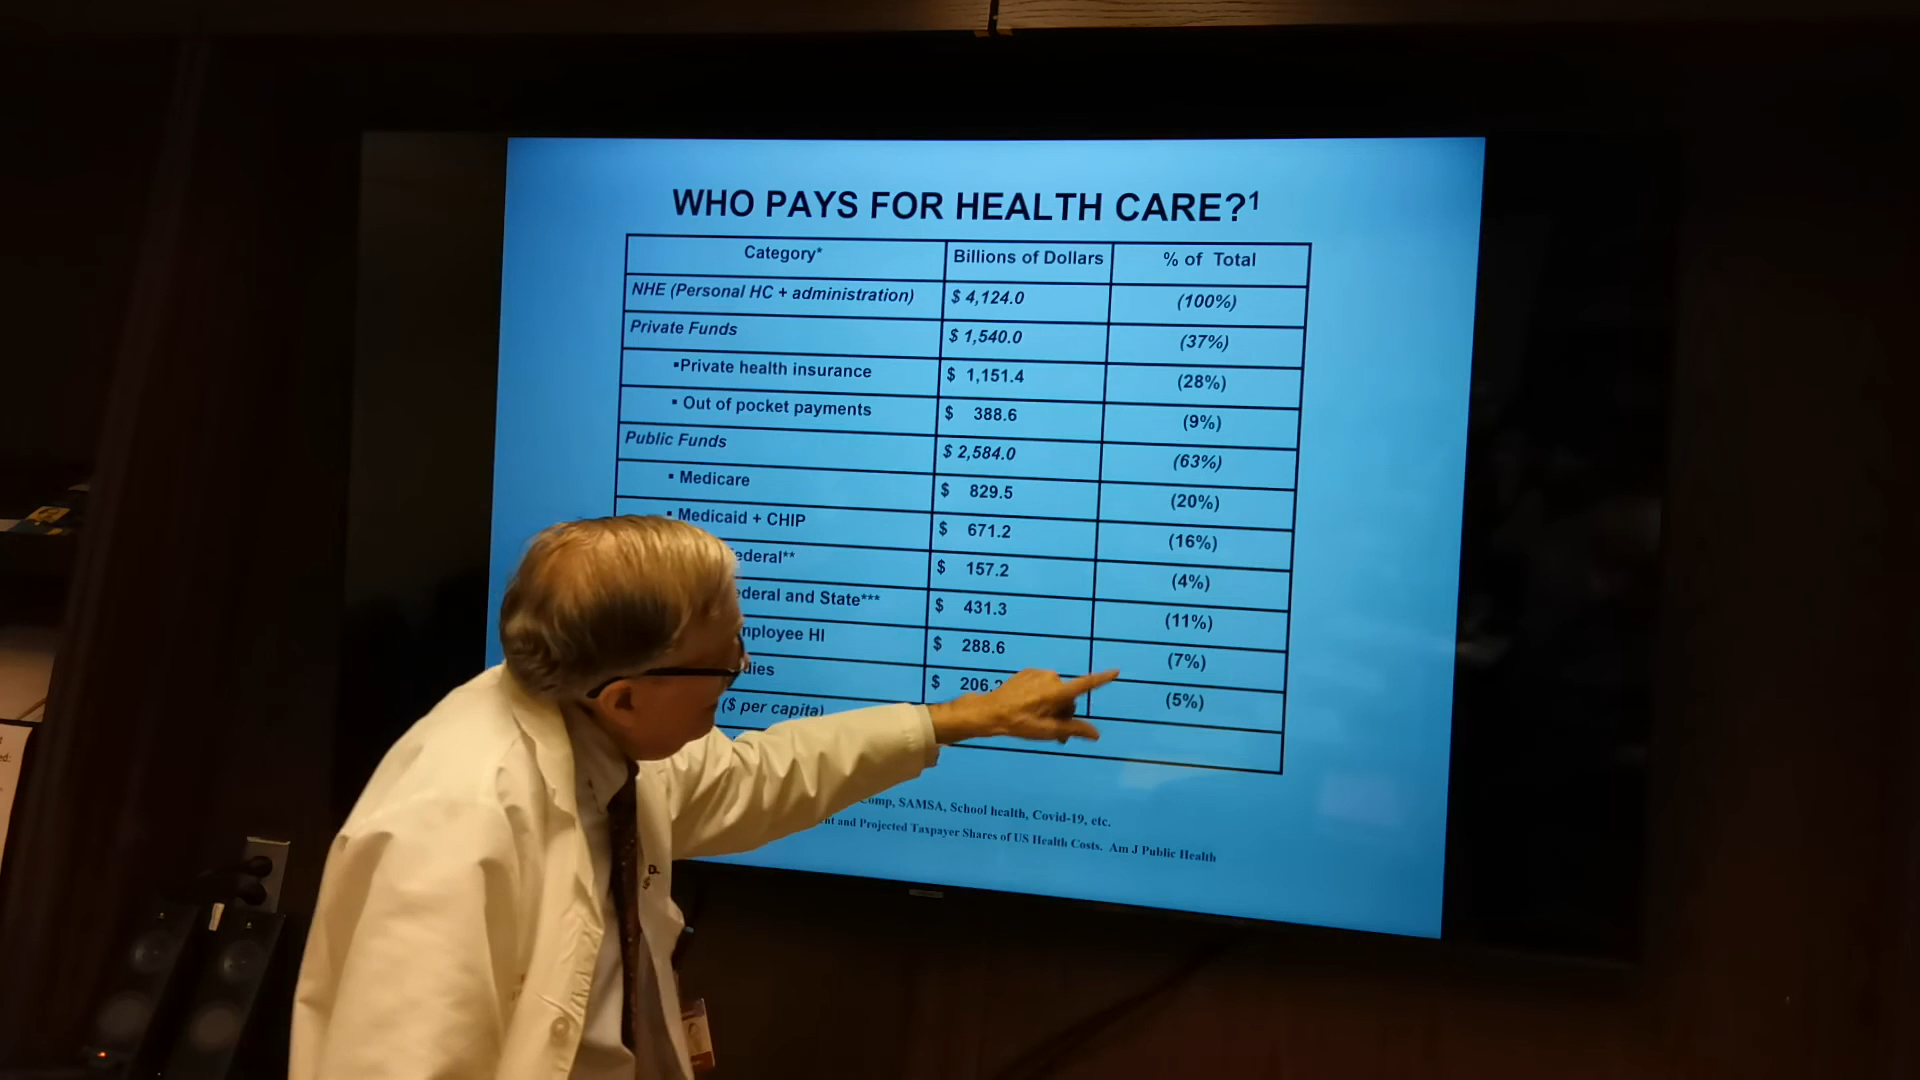 WHO PAYS FOR HEALTH CARE?1
Category* Billions of Dollars % of Total
NHE (Personal HC + administration) $ 4,124.0 (100%)
Private Funds $ 1,540.0 (37%)
▪Private health insurance $ 1,151.4 (28%)
▪ Out of pocket payments $ 388.6 (9%)
Public Funds $ 2,584.0 (63%)
▪ Medicare $ 829.5 (20%)
▪ Medicaid + CHIP $ 671.2 (16%)
ederal** $ 157.2 (4%)
ederal and State*** $ 431.3 (11%)
mployee HI $ 288.6 (7%)
dies $ 206. (5%)
($ per capita)
omp, SAMSA, School health, Covid-19, etc.
nt and Projected Taxpayer Shares of US Health Costs. Am J Public Health
D.